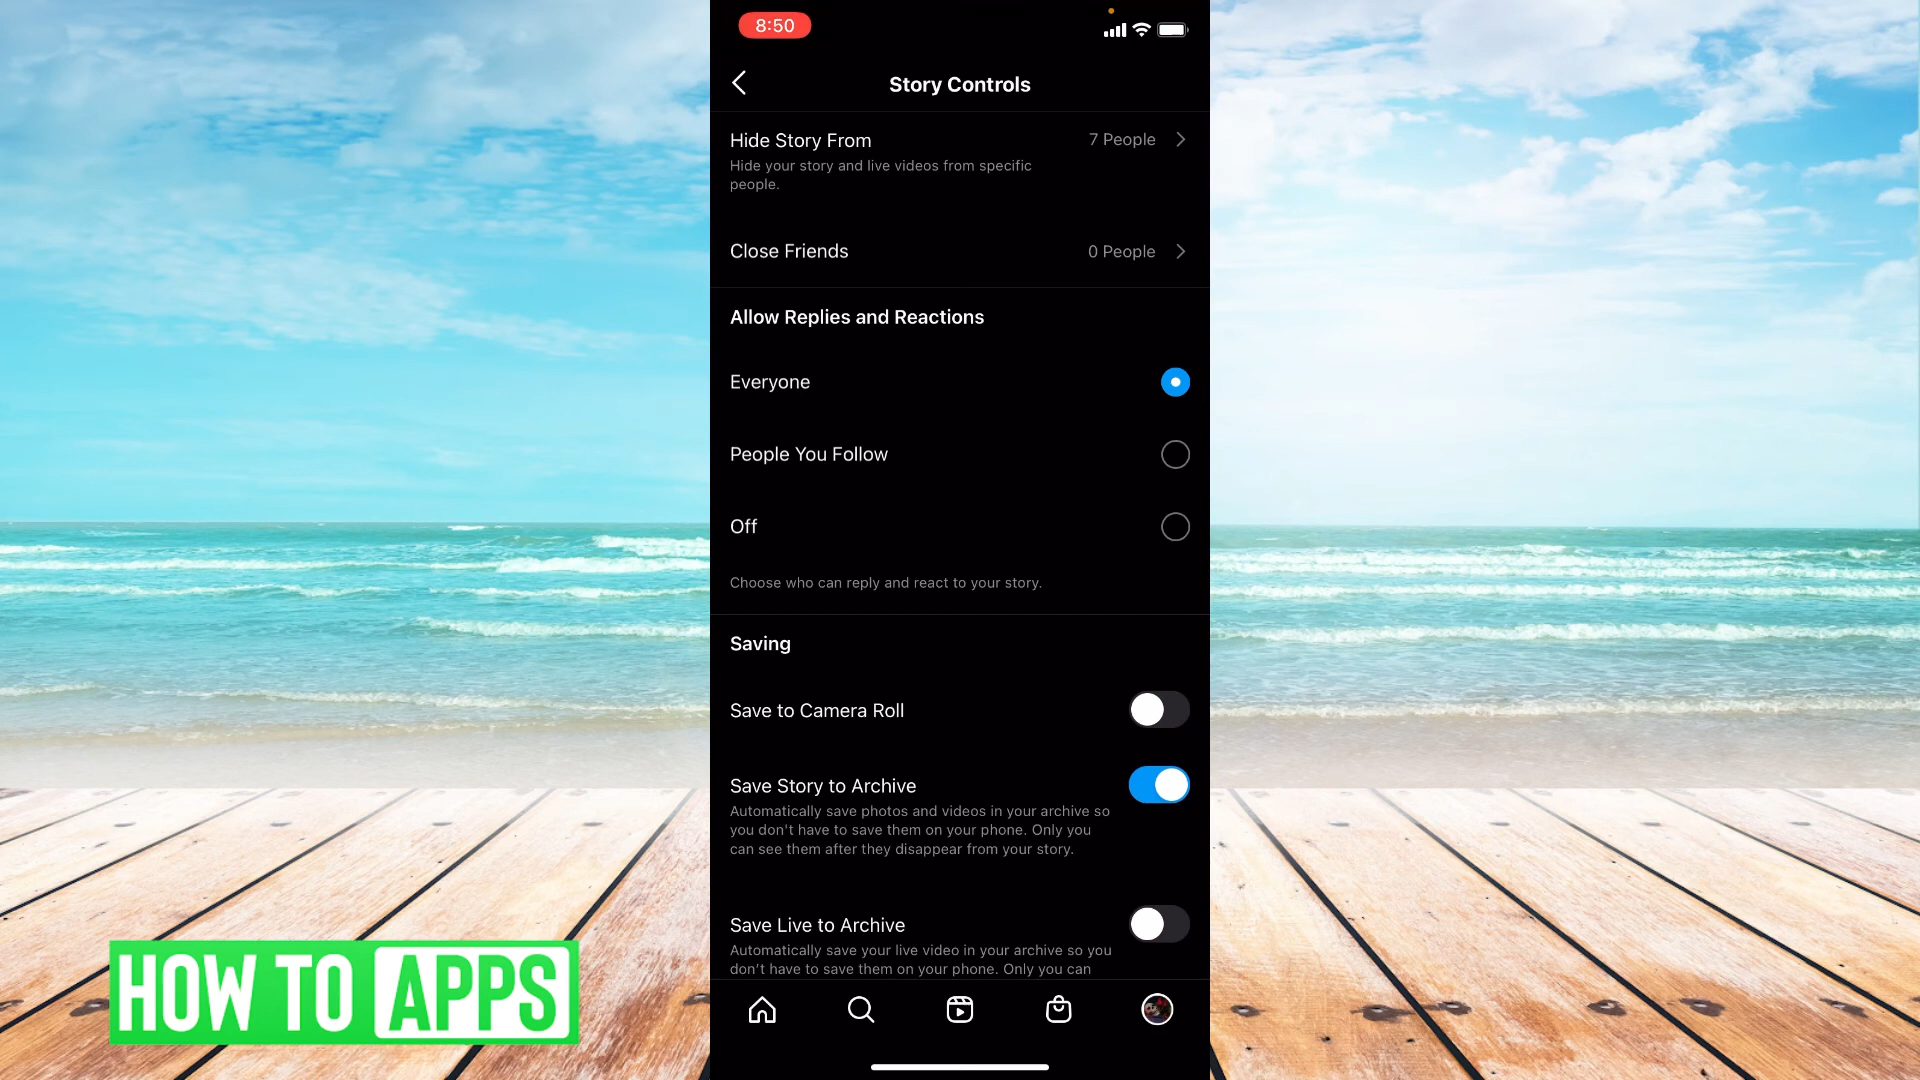 8:50
Story Controls
Hide Story From
7 People
Hide your story and live videos from specific
people.
Close Friends
0 People
Allow Replies and Reactions
Everyone
People You Follow
Off
Choose who can reply and react to your story.
Saving
Save to Camera Roll
Save Story to Archive
Automatically save photos and videos in your archive so
you don't have to save them on your phone. Only you
can see them after they disappear from your story.
Save Live to Archive
Automatically save your live video in your archive so you
don't have to save them on your phone. Only you can
HOW TO APPS